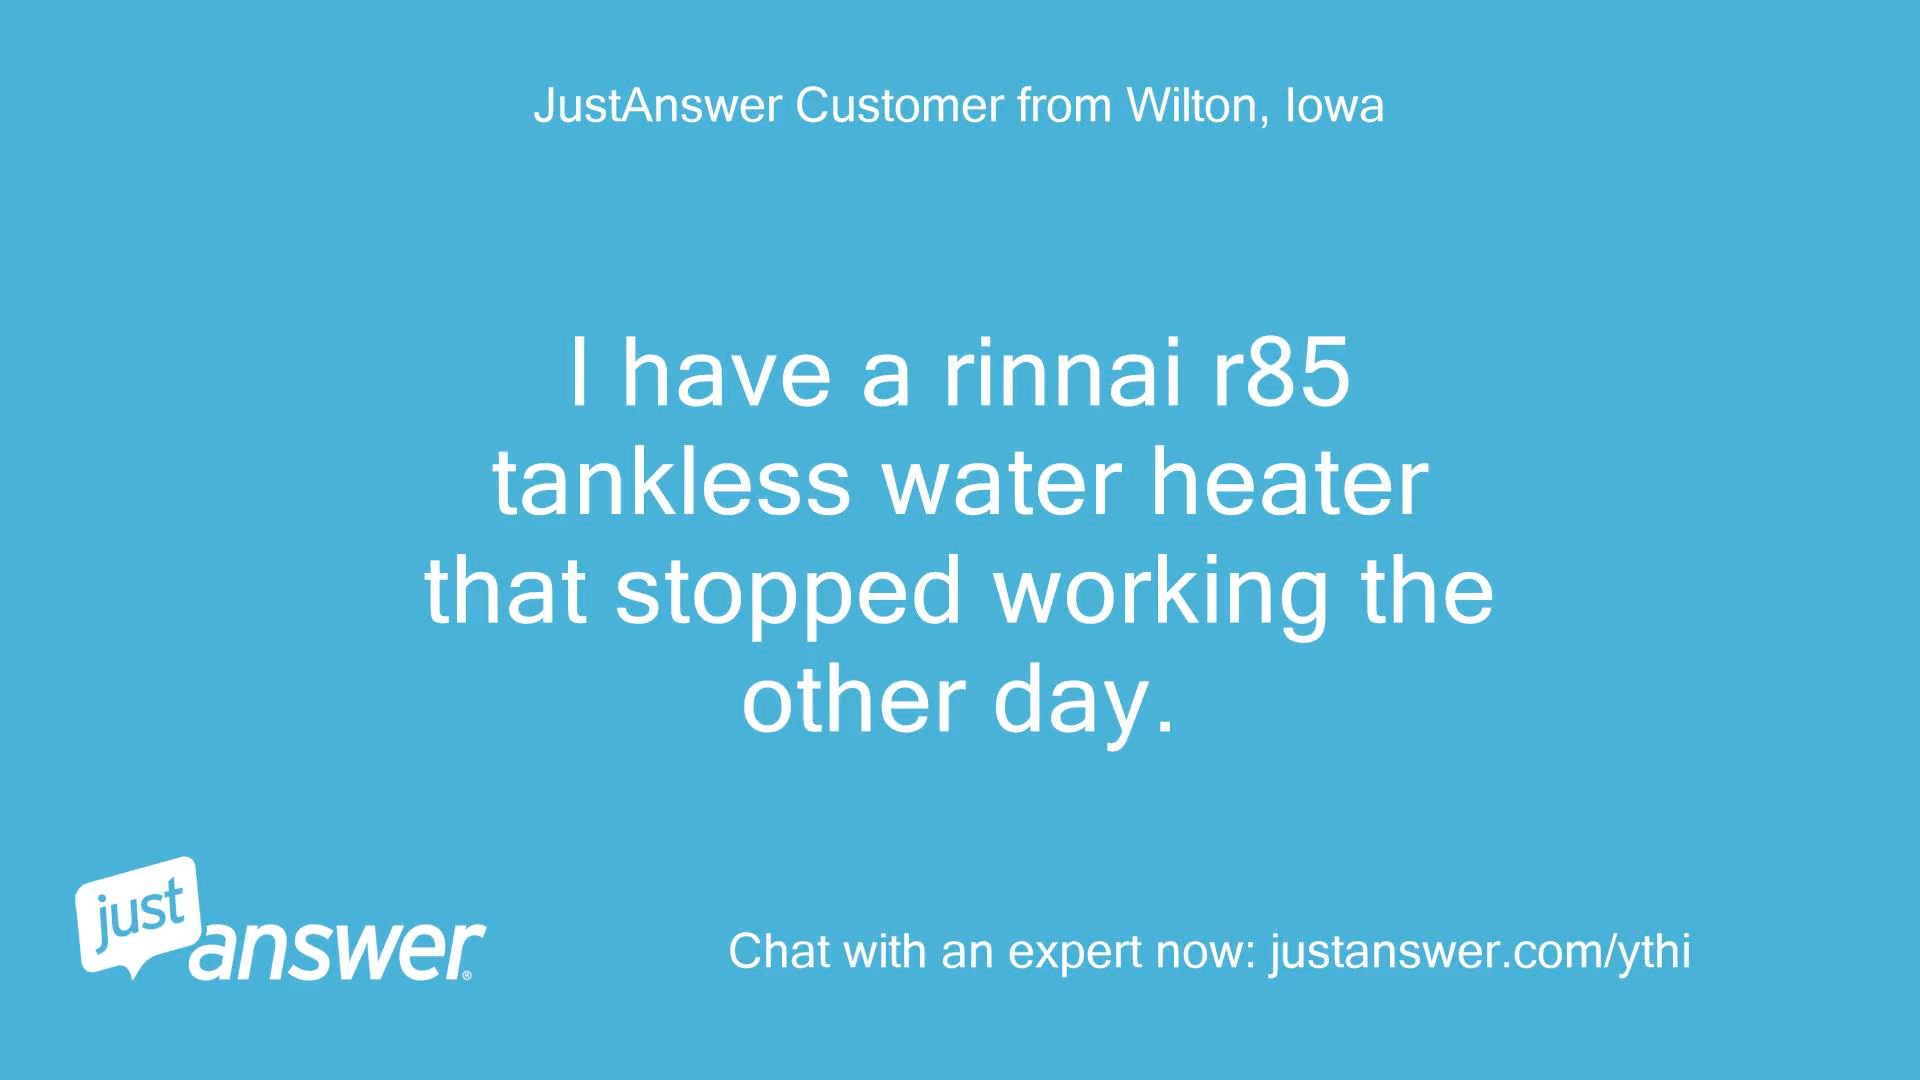 JustAnswer Customer from Wilton, Iowa
I have a rinnai r85
tankless water heater
that stopped working the
other day.
just
answer®
Chat with an expert now: justanswer.com/ythi